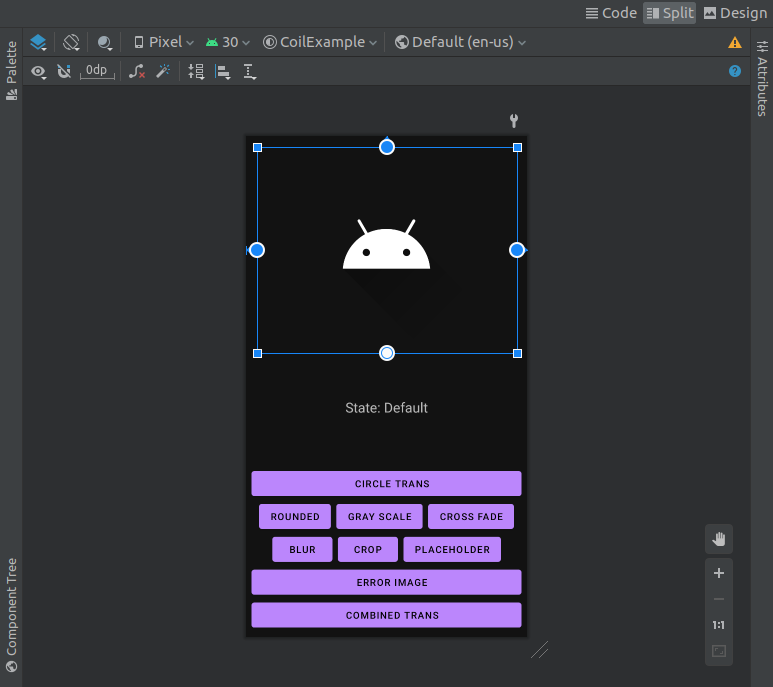 Code Split Design
Palette
Pixel 30 CoilExample Default (en-us)
0dp
Attributes
State: Default
CIRCLE TRANS
ROUNDED GRAY SCALE CROSS FADE
BLUR CROP PLACEHOLDER
ERROR IMAGE
COMBINED TRANS
1:1
Component Tree